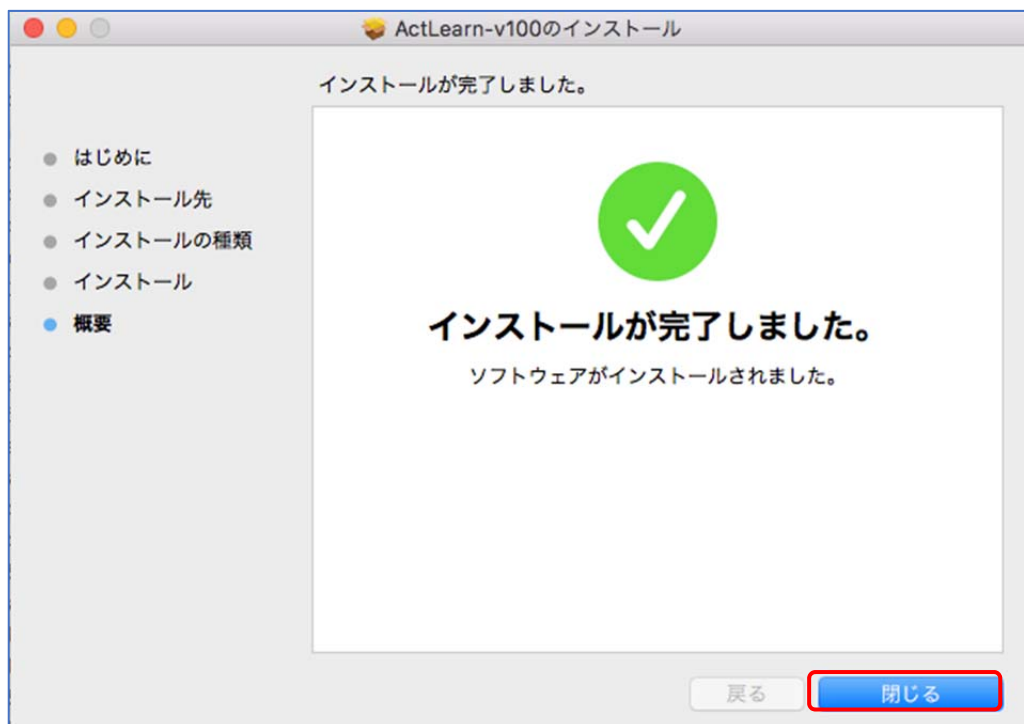 ActLearn-v100のインストール
インストールが完了しました。
はじめに
インストール先
インストールの種類
インストール
概要
インストールが完了しました。
ソフトウェアがインストールされました。
戻る
閉じる